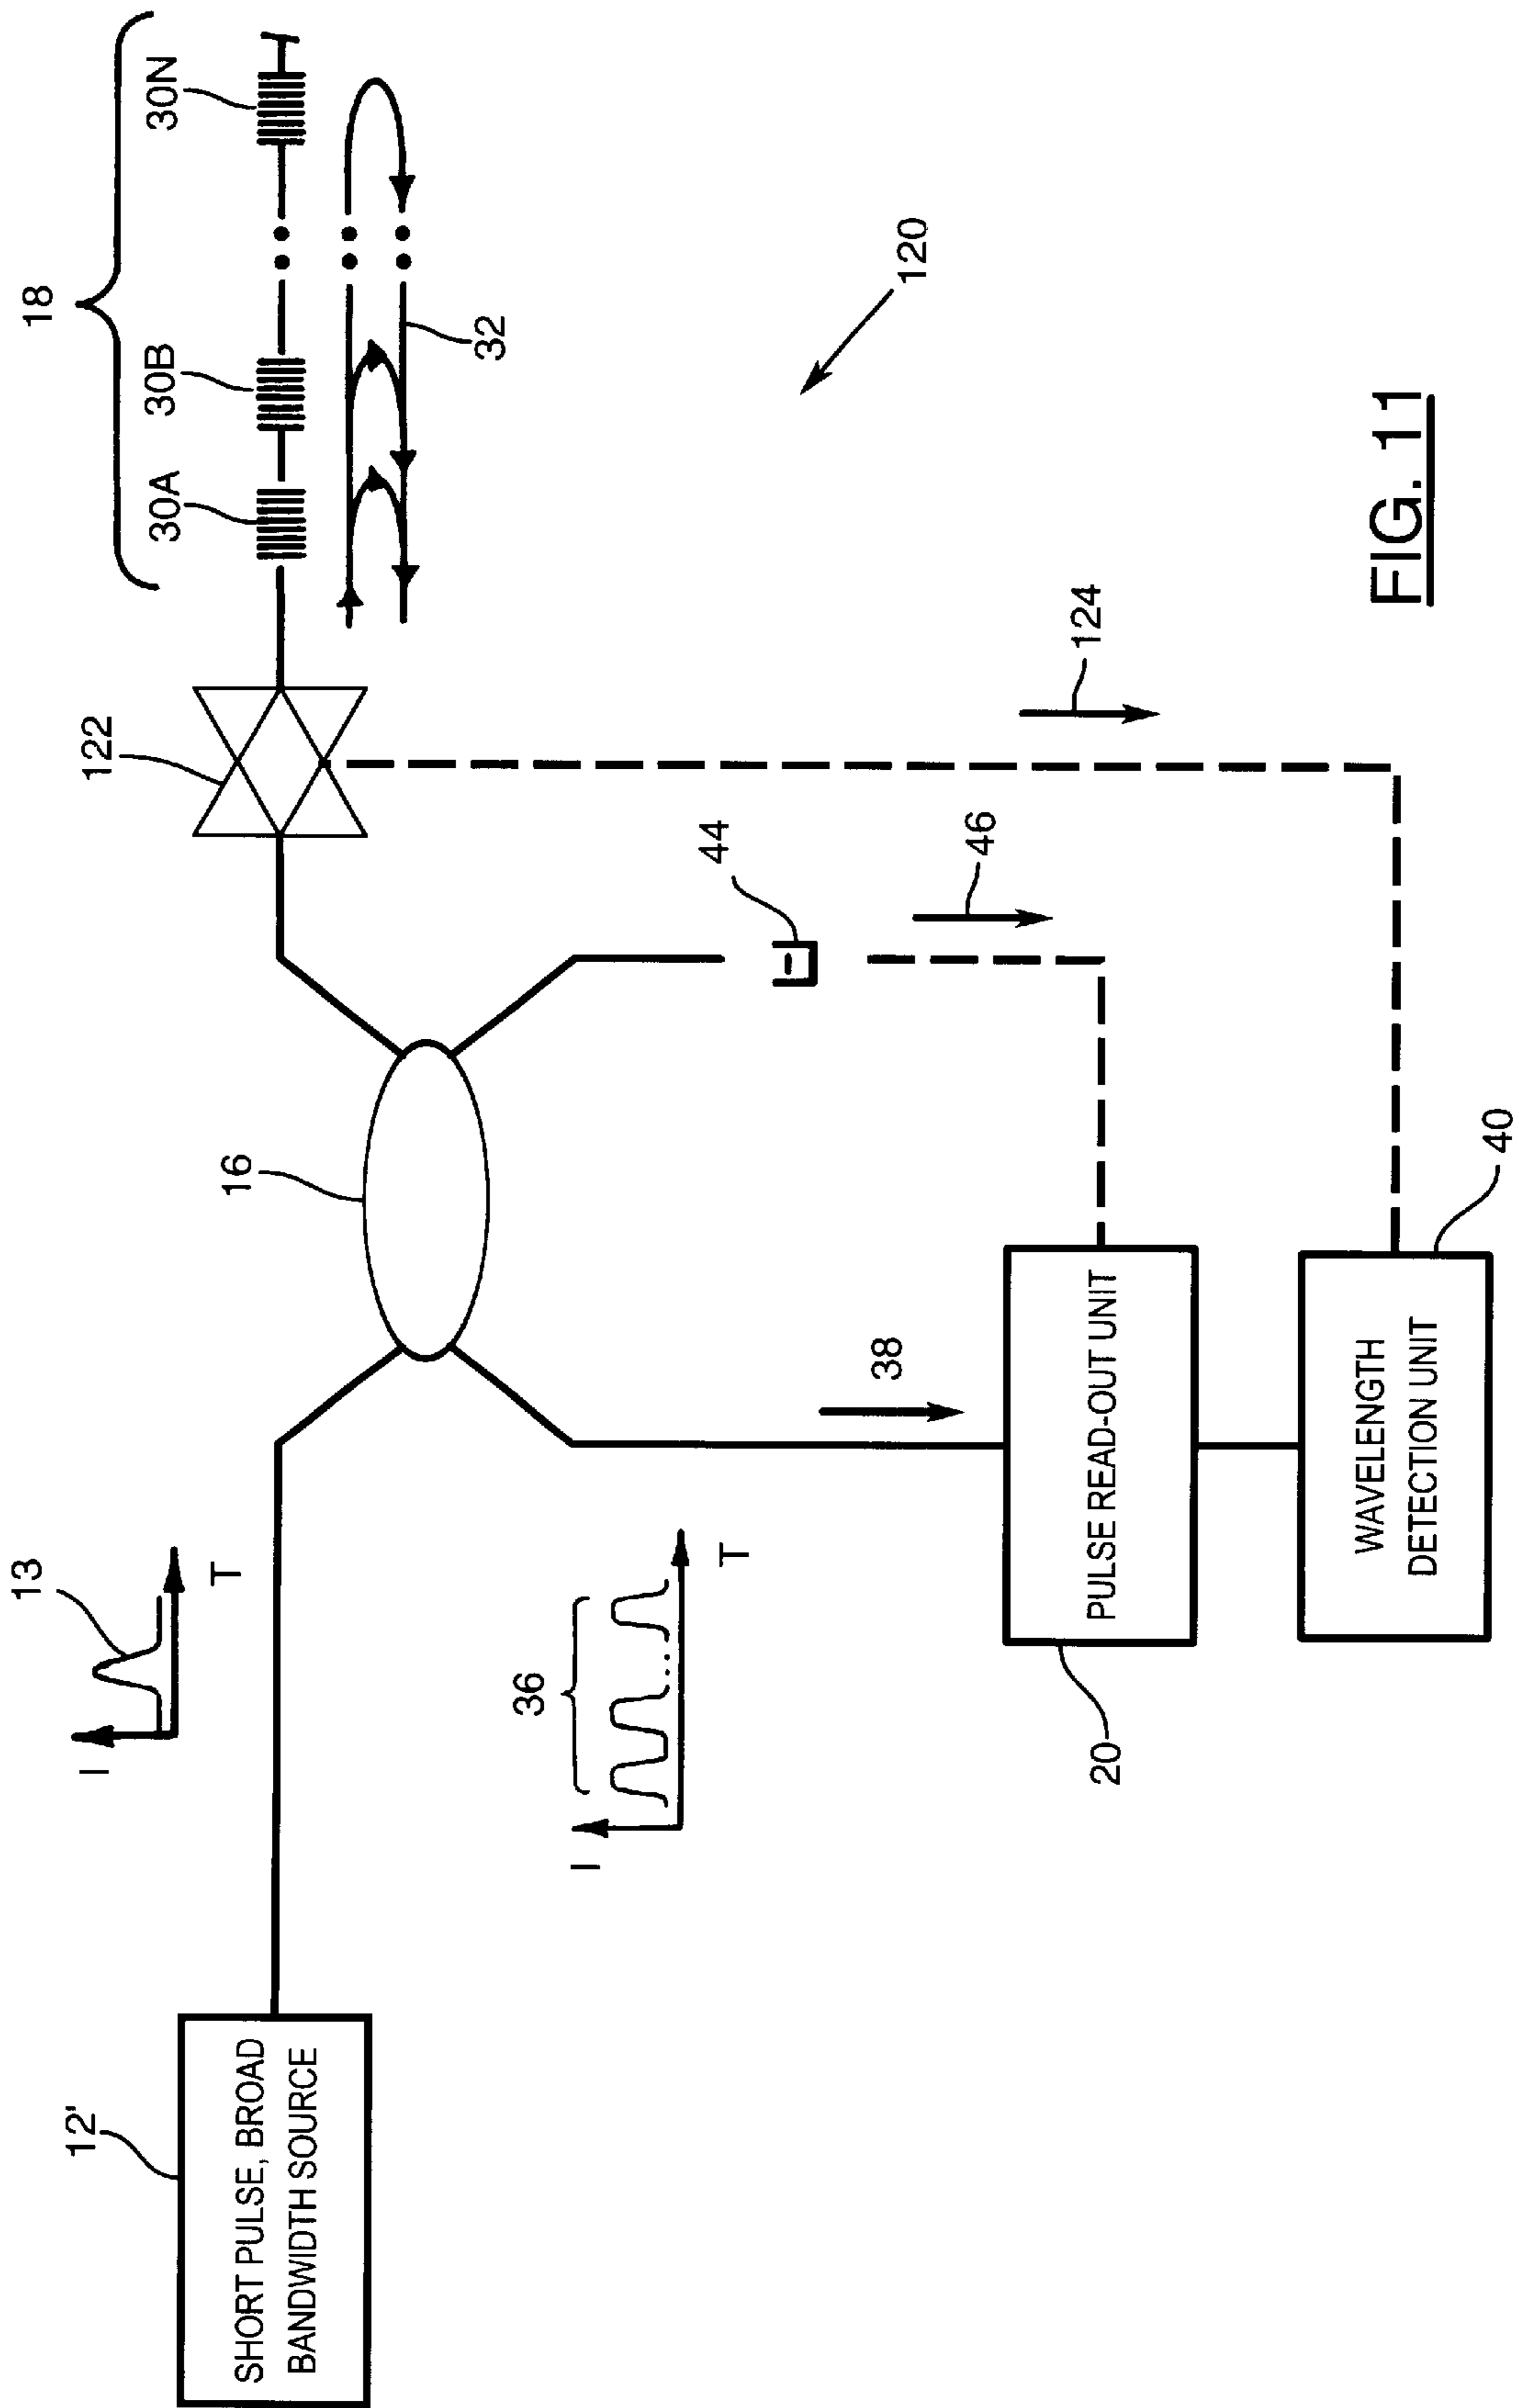 12'
SHORT PULSE, BROAD
BANDWIDTH SOURCE
I
13
T
16
122
18
30A
30B
30N
32
120
I
36
T
38
44
46
124
20
PULSE READ-OUT UNIT
WAVELENGTH
DETECTION UNIT
40
FIG. 11